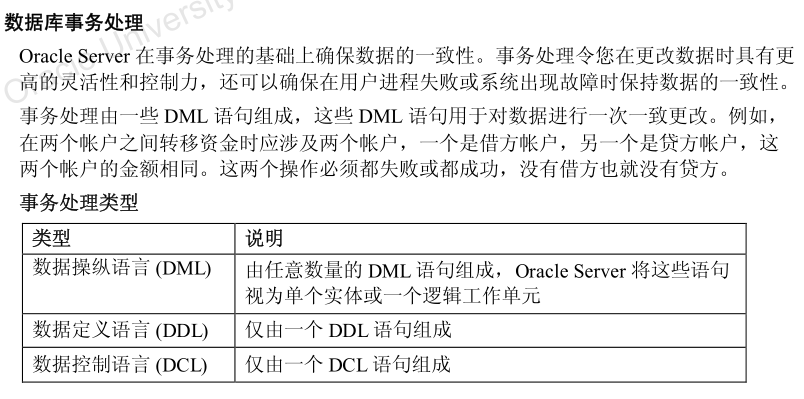 数据库事务处理
Oracle Server 在事务处理的基础上确保数据的一致性。事务处理令您在更改数据时具有更
高的灵活性和控制力，还可以确保在用户进程失败或系统出现故障时保持数据的一致性。
事务处理由一些 DML 语句组成，这些 DML 语句用于对数据进行一次一致更改。例如，
在两个帐户之间转移资金时应涉及两个帐户，一个是借方帐户，另一个是贷方帐户，这
两个帐户的金额相同。这两个操作必须都失败或都成功，没有借方也就没有贷方。
事务处理类型
类型 说明
数据操纵语言 (DML) 由任意数量的 DML 语句组成，Oracle Server 将这些语句
视为单个实体或一个逻辑工作单元
数据定义语言 (DDL) 仅由一个 DDL 语句组成
数据控制语言 (DCL) 仅由一个 DCL 语句组成
Oracle University